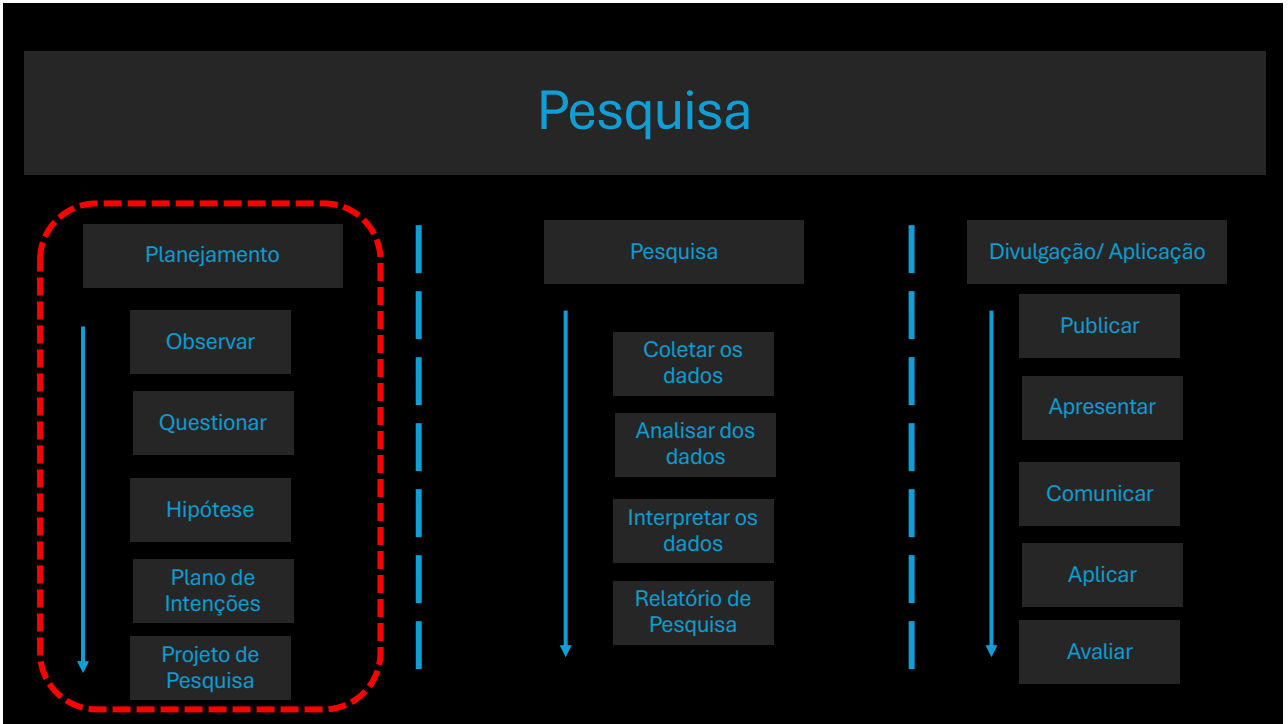 Pesquisa
Planejamento
Observar
Questionar
Hipótese
Plano de
Intenções
Projeto de
Pesquisa
Pesquisa
Coletar os
dados
Analisar dos
dados
Interpretar os
dados
Relatório de
Pesquisa
Divulgação/ Aplicação
Publicar
Apresentar
Comunicar
Aplicar
Avaliar